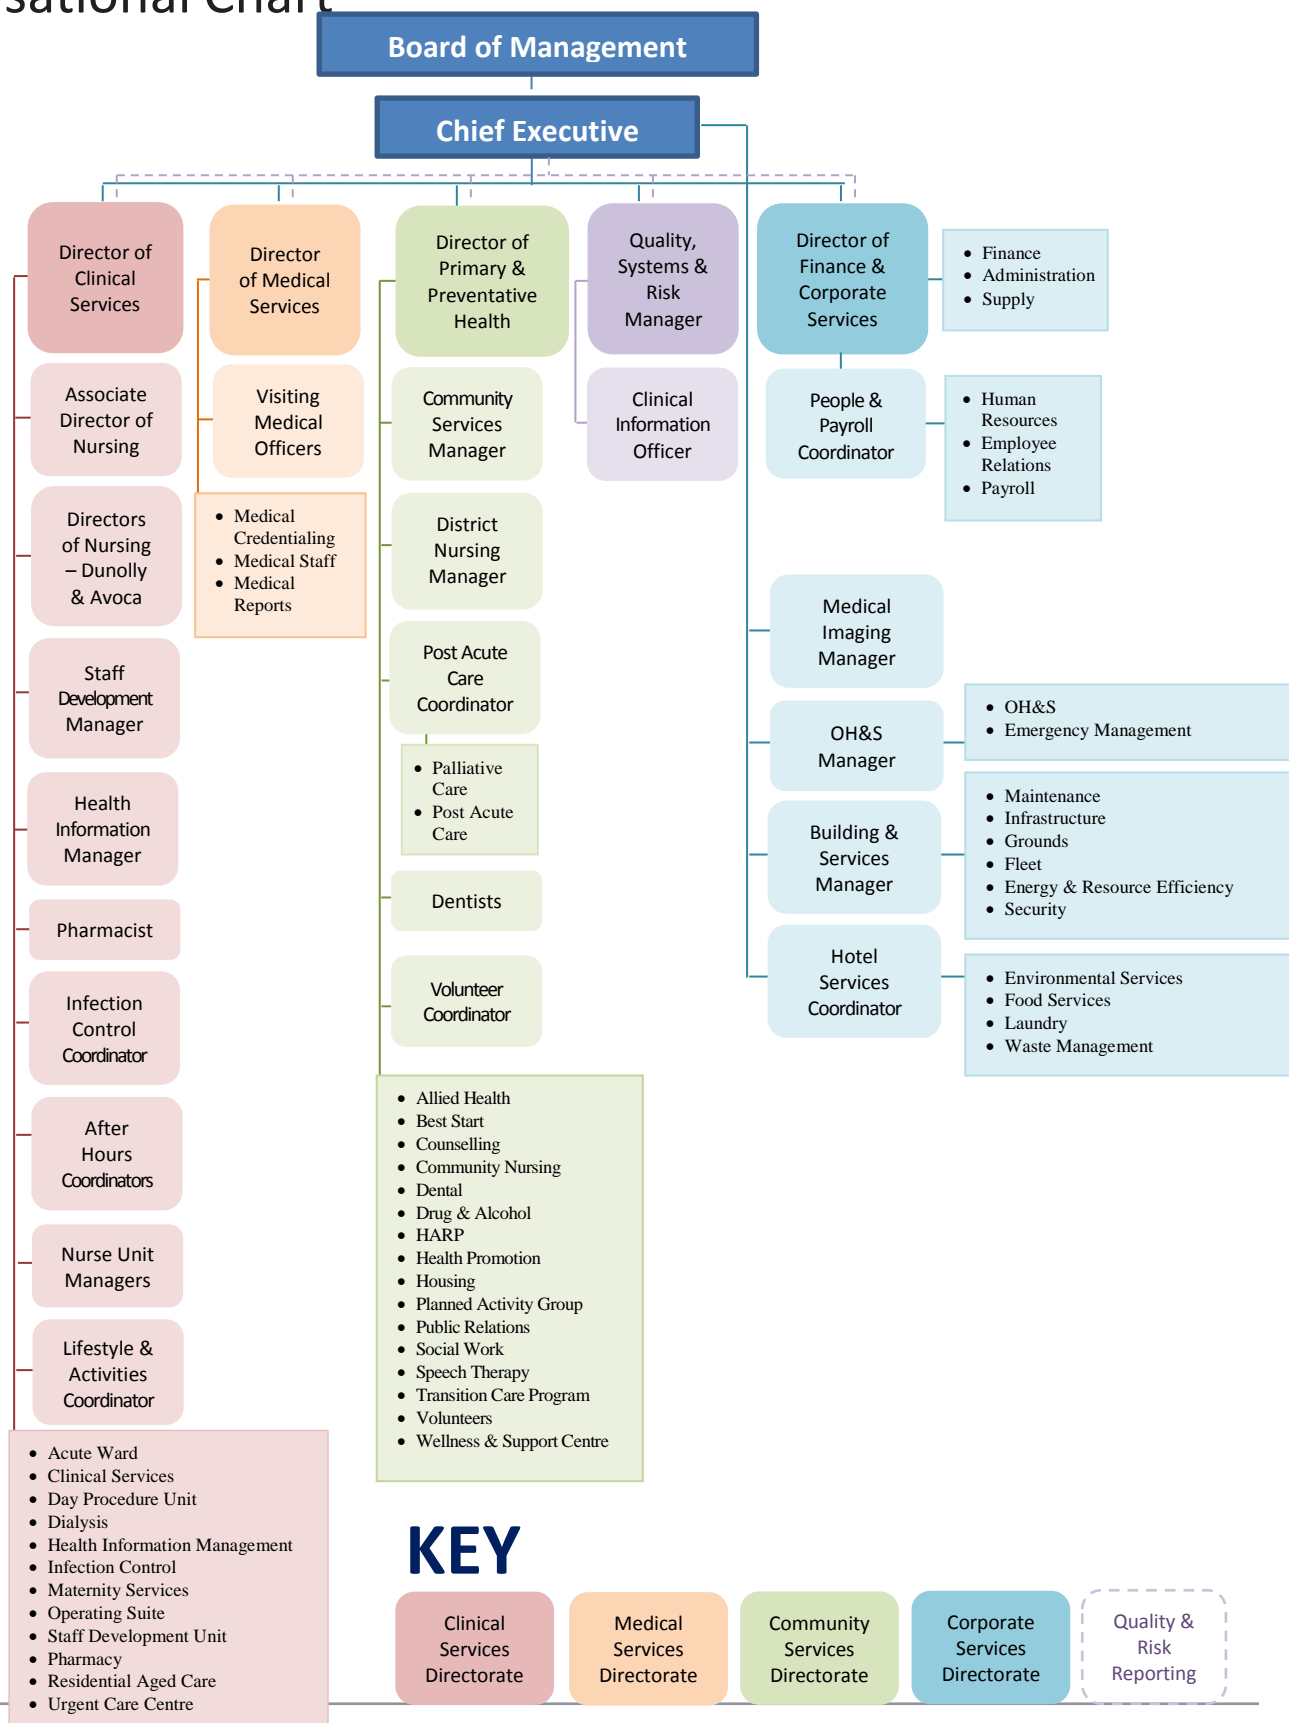 sational Chart
Board of Management
Chief Executive
Director of
Clinical
Services
Director
of Medical
Services
Director of
Primary &
Preventative
Health
Quality,
Systems &
Risk
Manager
Director of
Finance &
Corporate
Services
• Finance
• Administration
• Supply
Associate
Director of
Nursing
Visiting
Medical
Officers
Community
Services
Manager
Clinical
Information
Officer
People &
Payroll
Coordinator
• Human
Resources
• Employee
Relations
• Payroll
Directors
of Nursing
– Dunolly
& Avoca
• Medical
Credentialing
• Medical Staff
• Medical
Reports
District
Nursing
Manager
Medical
Imaging
Manager
Staff
Development
Manager
Post Acute
Care
Coordinator
• Palliative
Care
• Post Acute
Care
OH&S
Manager
• OH&S
• Emergency Management
Health
Information
Manager
Building &
Services
Manager
• Maintenance
• Infrastructure
• Grounds
• Fleet
• Energy & Resource Efficiency
• Security
Pharmacist
Dentists
Hotel
Services
Coordinator
• Environmental Services
• Food Services
• Laundry
• Waste Management
Infection
Control
Coordinator
Volunteer
Coordinator
After
Hours
Coordinators
Nurse Unit
Managers
Lifestyle &
Activities
Coordinator
• Allied Health
• Best Start
• Counselling
• Community Nursing
• Dental
• Drug & Alcohol
• HARP
• Health Promotion
• Housing
• Planned Activity Group
• Public Relations
• Social Work
• Speech Therapy
• Transition Care Program
• Volunteers
• Wellness & Support Centre
• Acute Ward
• Clinical Services
• Day Procedure Unit
• Dialysis
• Health Information Management
• Infection Control
• Maternity Services
• Operating Suite
• Staff Development Unit
• Pharmacy
• Residential Aged Care
• Urgent Care Centre
KEY
Clinical
Services
Directorate
Medical
Services
Directorate
Community
Services
Directorate
Corporate
Services
Directorate
Quality &
Risk
Reporting